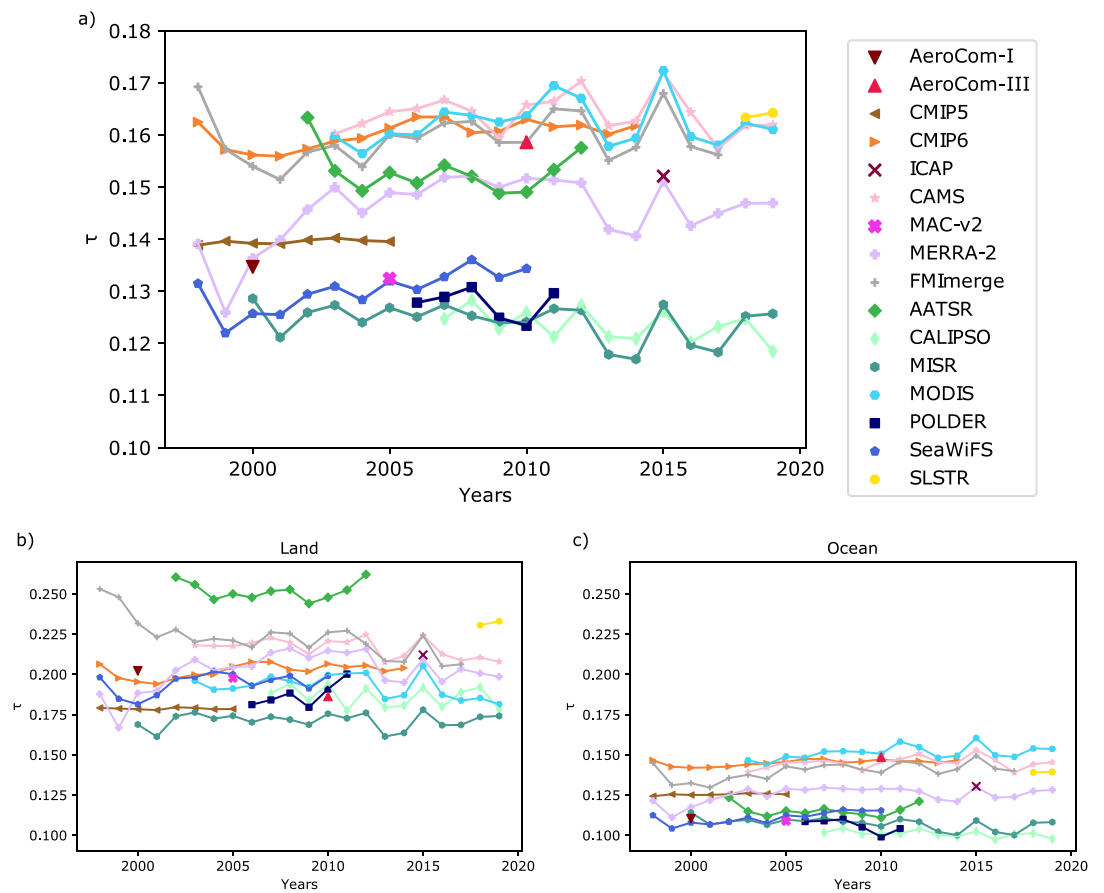 a)
0.18
0.17
0.16
0.15
0.14
0.13
0.12
0.11
0.10
τ
2000 2005 2010 2015 2020
Years
AeroCom-I
AeroCom-III
CMIP5
CMIP6
ICAP
CAMS
MAC-v2
MERRA-2
FMImerge
AATSR
CALIPSO
MISR
MODIS
POLDER
SeaWiFS
SLSTR
b)
Land
0.250
0.225
0.200
0.175
0.150
0.125
0.100
τ
2000 2005 2010 2015 2020
Years
c)
Ocean
0.250
0.225
0.200
0.175
0.150
0.125
0.100
τ
2000 2005 2010 2015 2020
Years